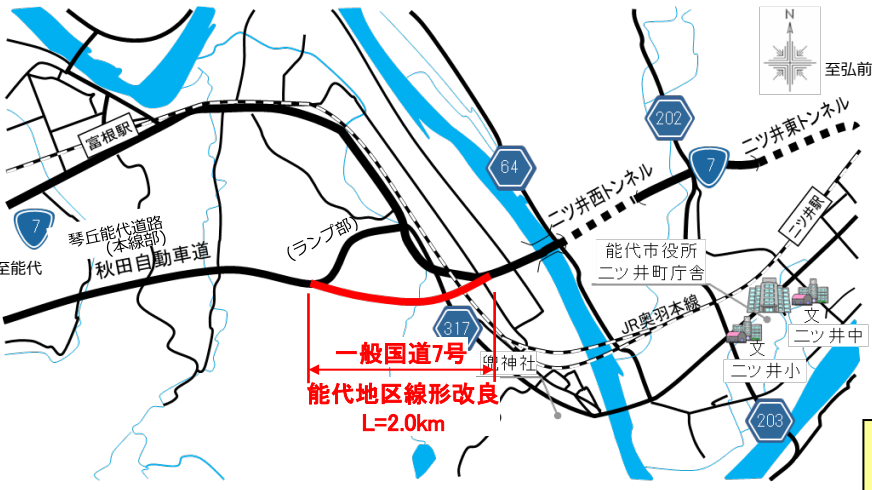 N
至弘前
202
二ツ井東トンネル
富根駅
7
64
二ツ井西トンネル
二ツ井駅
7
琴丘能代道路
(本線部)
(ランプ部)
至能代
秋田自動車道
能代市役所
二ツ井町庁舎
JR奥羽本線
317
文
二ツ井中
一般国道7号
兜神社
文
二ツ井小
能代地区線形改良
L=2.0km
203